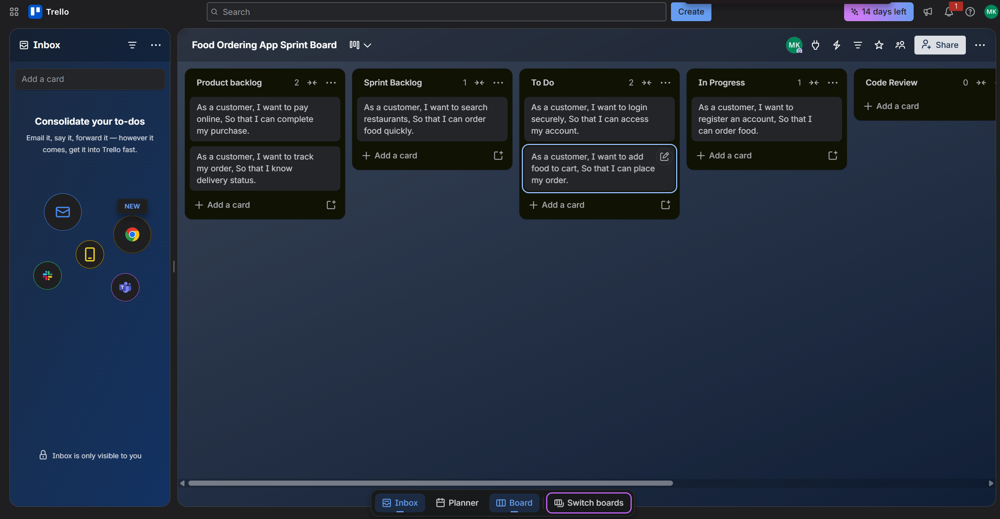 Trello
Search
Create
14 days left
1
MK
Inbox
Add a card
Consolidate your to-dos
Email it, say it, forward it — however it
comes, get it into Trello fast.
NEW
T
Inbox is only visible to you
Food Ordering App Sprint Board
MK
Share
Product backlog 2
As a customer, I want to pay
online, So that I can complete
my purchase.
As a customer, I want to track
my order, So that I know
delivery status.
Add a card
Sprint Backlog 1
As a customer, I want to search
restaurants, So that I can order
food quickly.
Add a card
To Do 2
As a customer, I want to login
securely, So that I can access
my account.
As a customer, I want to add
food to cart, So that I can place
my order.
Add a card
In Progress 1
As a customer, I want to
register an account, So that I
can order food.
Add a card
Code Review 0
Add a card
Inbox
Planner
Board
Switch boards